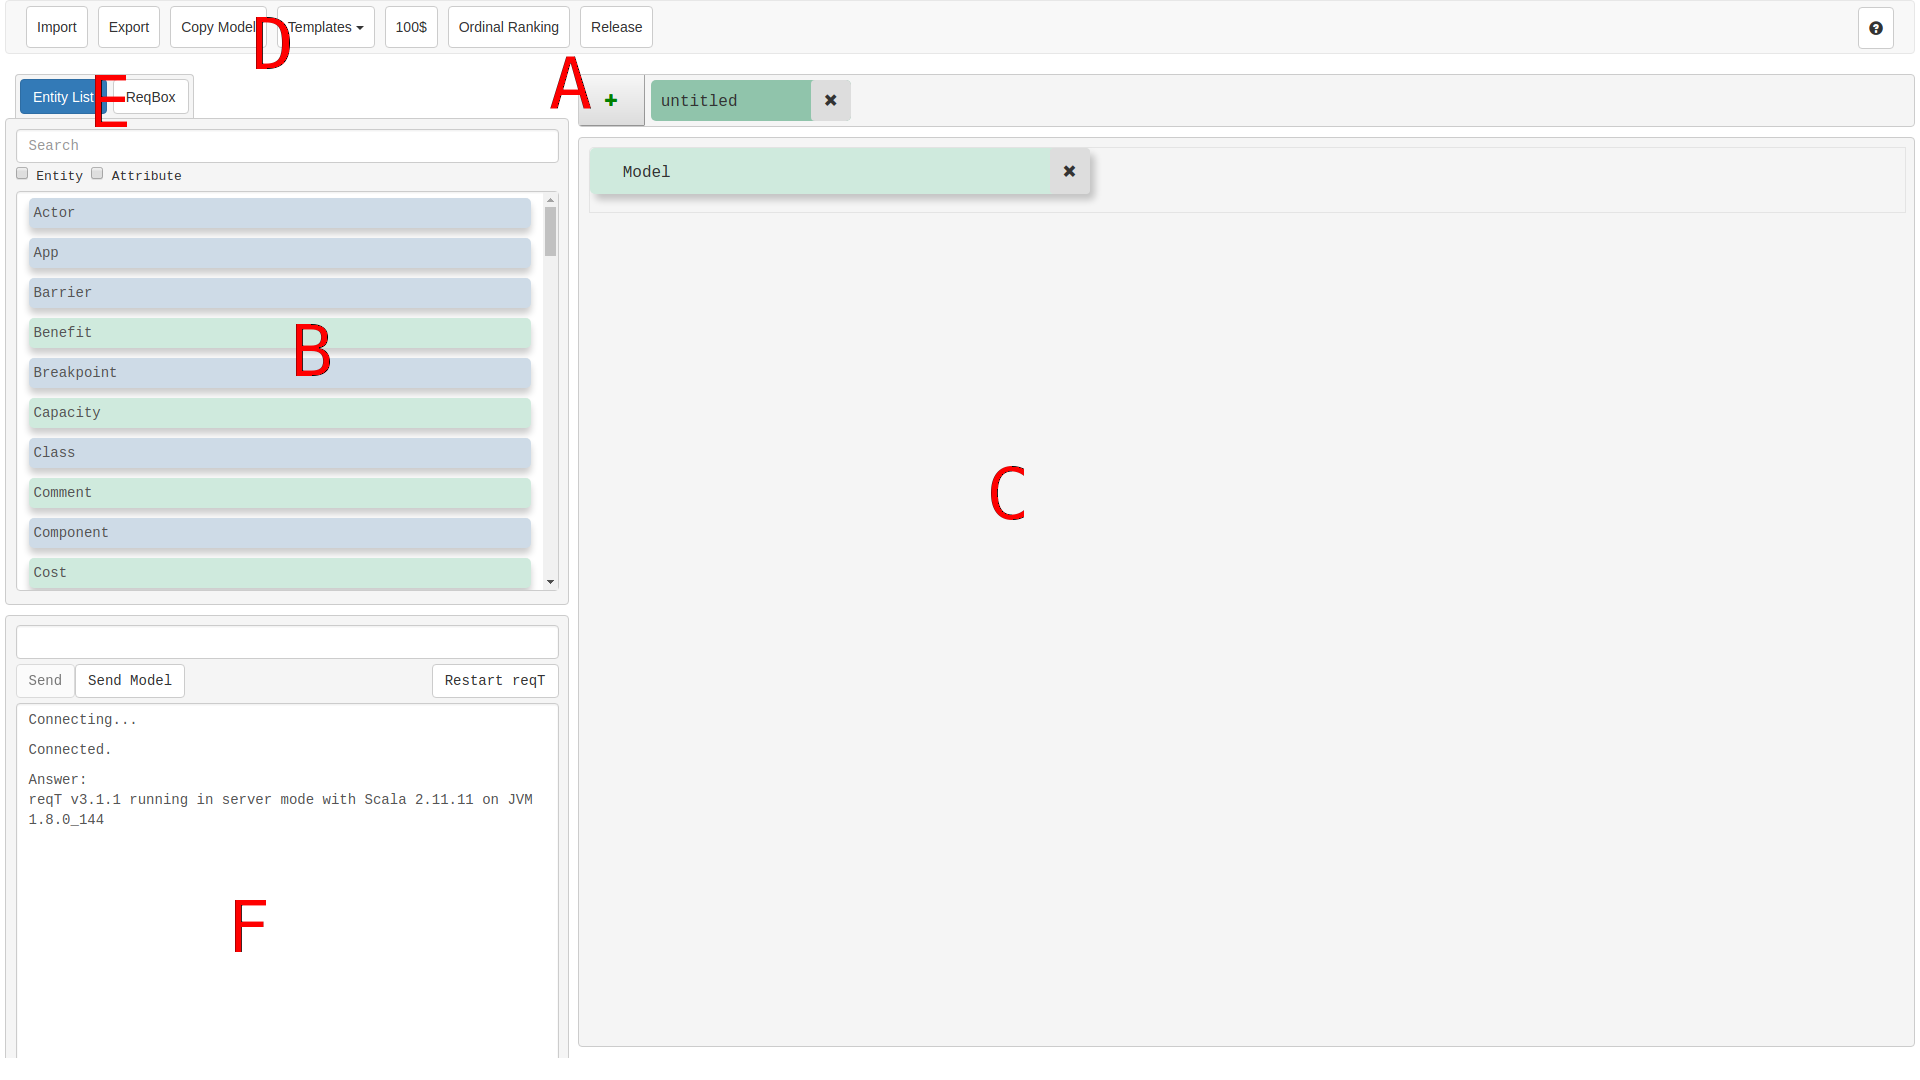 Import Export Copy Model Templates 100$ Ordinal Ranking Release
D
A
Entity List ReqBox
E
untitled
Search
Entity Attribute
Model
Actor
App
Barrier
Benefit
B
Breakpoint
Capacity
Class
Comment
C
Component
Cost
Send Send Model Restart reqT
Connecting...
Connected.
Answer:
reqT v3.1.1 running in server mode with Scala 2.11.11 on JVM
1.8.0_144
F